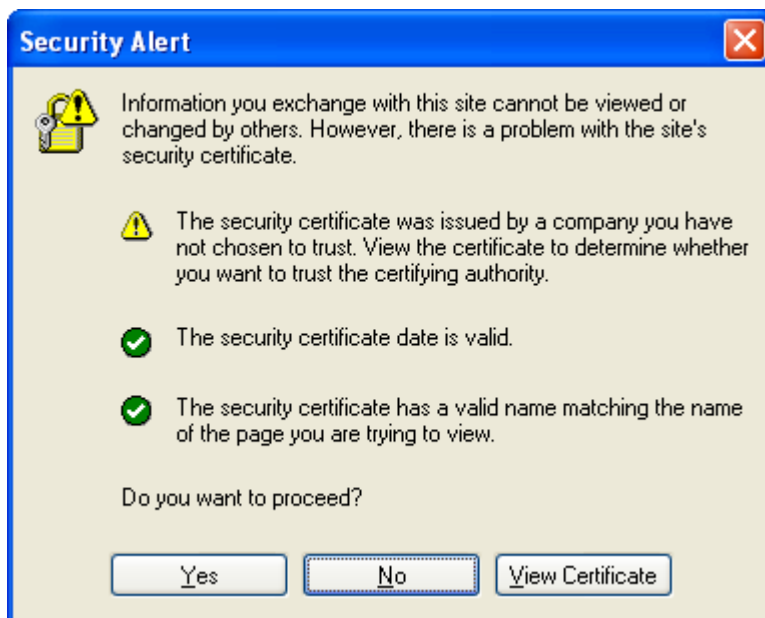 Security Alert
Information you exchange with this site cannot be viewed or
changed by others. However, there is a problem with the site's
security certificate.
The security certificate was issued by a company you have
not chosen to trust. View the certificate to determine whether
you want to trust the certifying authority.
The security certificate date is valid.
The security certificate has a valid name matching the name
of the page you are trying to view.
Do you want to proceed?
Yes No View Certificate